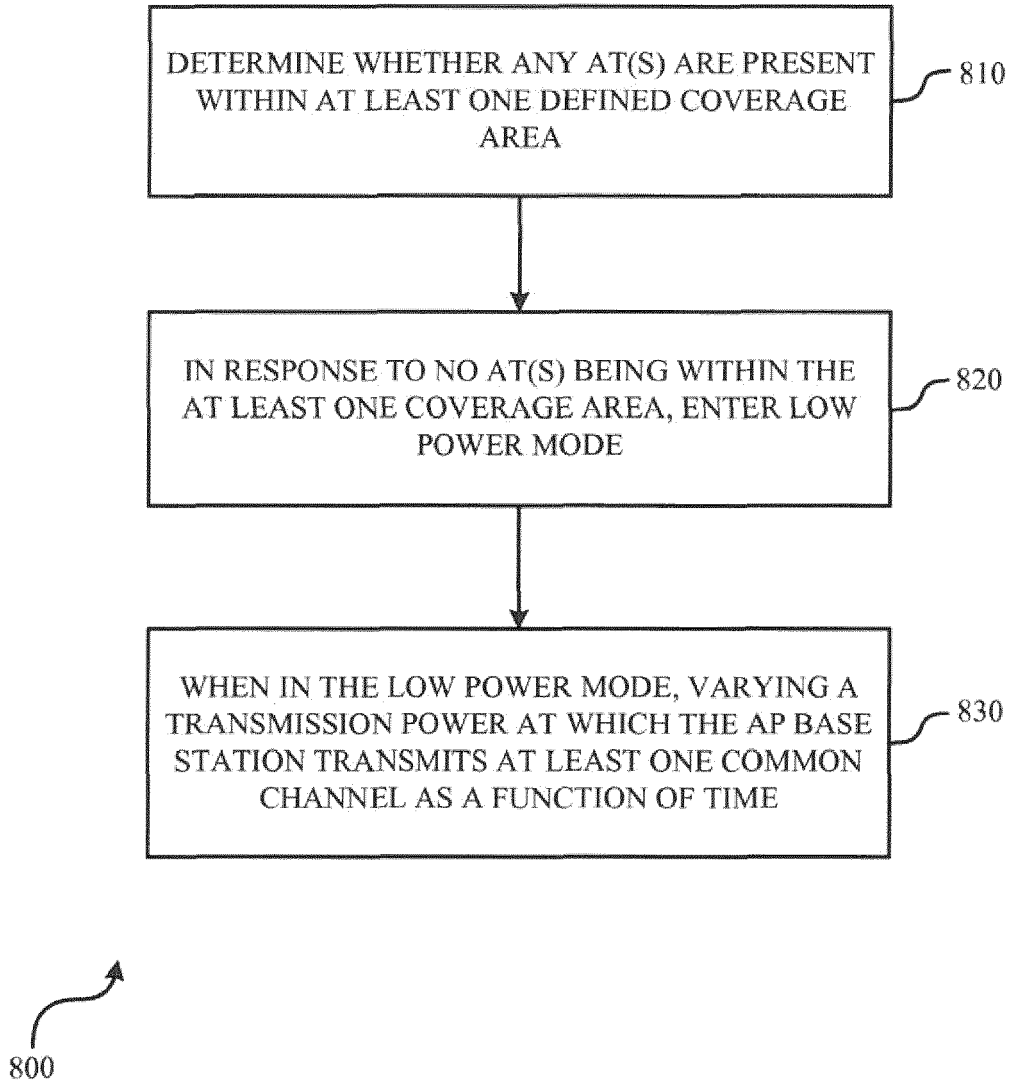 DETERMINE WHETHER ANY AT(S) ARE PRESENT
WITHIN AT LEAST ONE DEFINED COVERAGE
AREA
810
IN RESPONSE TO NO AT(S) BEING WITHIN THE
AT LEAST ONE COVERAGE AREA, ENTER LOW
POWER MODE
820
WHEN IN THE LOW POWER MODE, VARYING A
TRANSMISSION POWER AT WHICH THE AP BASE
STATION TRANSMITS AT LEAST ONE COMMON
CHANNEL AS A FUNCTION OF TIME
830
800